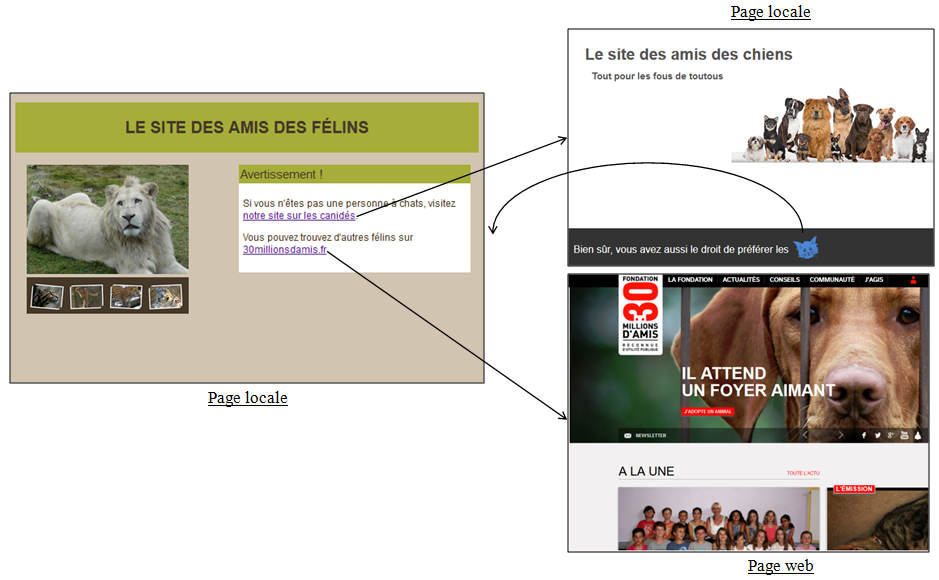 Page locale
LE SITE DES AMIS DES FÉLINS
Avertissement !
Si vous n'êtes pas une personne à chats, visitez
notre site sur les canidés.
Vous pouvez trouvez d'autres félins sur
30millionsdamis.fr
Page locale
Le site des amis des chiens
Tout pour les fous de toutous
Bien sûr, vous avez aussi le droit de préférer les
FONDATION
30
MILLIONS
D'AMIS
RECONNUE
D'UTILITÉ PUBLIQUE
LA FONDATION ACTUALITÉS CONSEILS COMMUNAUTÉ J'AGIS
IL ATTEND
UN FOYER AIMANT
J'ADOPTE UN ANIMAL
NEWSLETTER
A LA UNE
TOUTE L'ACTU
L'ÉMISSION
Page web